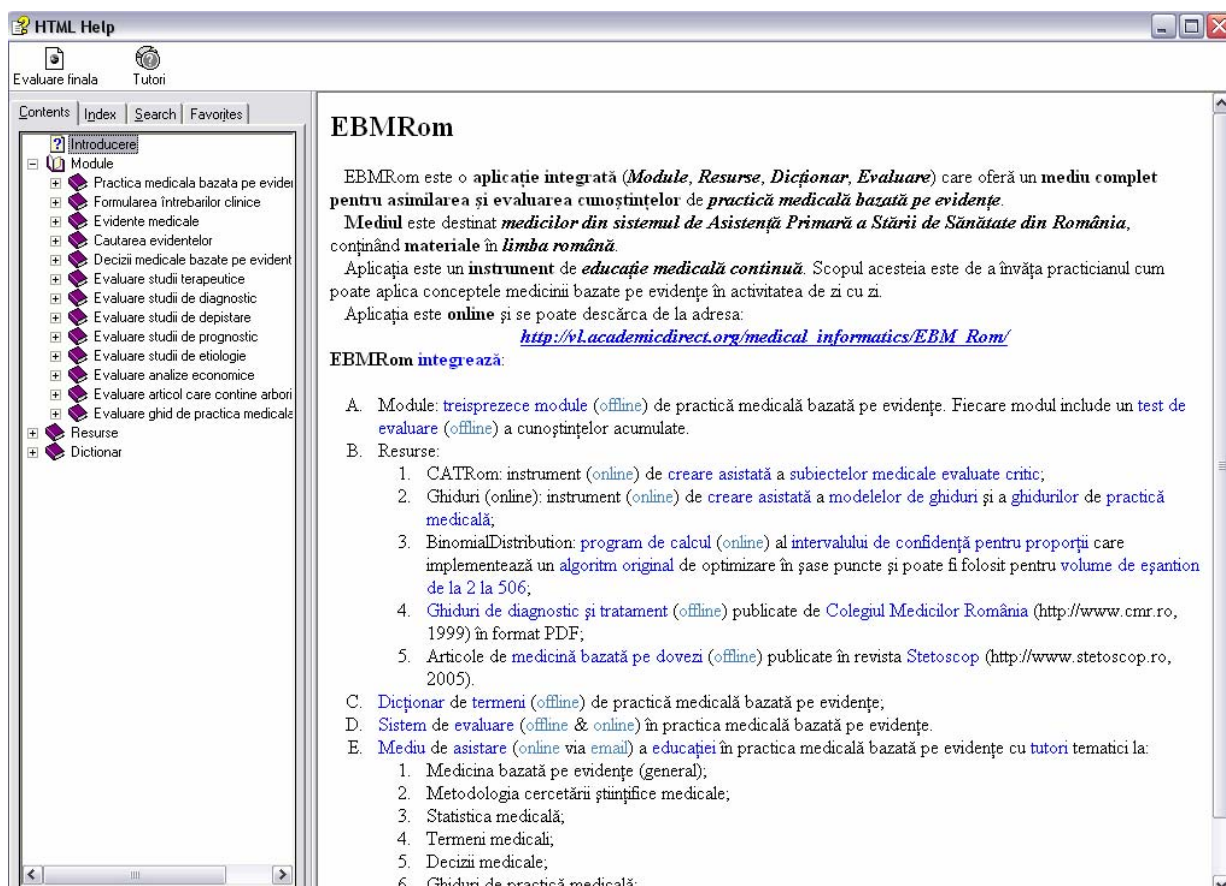 HTML Help
Evaluare finala
Tutori
Contents Index Search Favorites
Introducere
Module
Practica medicala bazata pe evider
Formularea întrebarilor clinice
Evidente medicale
Cautarea evidentelor
Decizii medicale bazate pe evident
Evaluare studii terapeutice
Evaluare studii de diagnostic
Evaluare studii de depistare
Evaluare studii de prognostic
Evaluare studii de etiologie
Evaluare analize economice
Evaluare articol care contine arbori
Evaluare ghid de practica medicala
Resurse
Dictionar
EBMRom
EBMRom este o aplicaţie integrată (Module, Resurse, Dicţionar, Evaluare) care oferă un mediu complet
pentru asimilarea şi evaluarea cunoştinţelor de practică medicală bazată pe evidenţe.
Mediul este destinat medicilor din sistemul de Asistenţă Primară a Stării de Sănătate din România,
conţinând materiale în limba română.
Aplicaţia este un instrument de educaţie medicală continuă. Scopul acesteia este de a învăţa practicianul cum
poate aplica conceptele medicinii bazate pe evidenţe în activitatea de zi cu zi.
Aplicaţia este online şi se poate descărca de la adresa:
http://vl.academicdirect.org/medical_informatics/EBM_Rom/
EBMRom integrează:
A. Module: treisprezece module (offline) de practică medicală bazată pe evidenţe. Fiecare modul include un test de
evaluare (offline) a cunoştinţelor acumulate.
B. Resurse:
1. CATRom: instrument (online) de creare asistată a subiectelor medicale evaluate critic;
2. Ghiduri (online): instrument (online) de creare asistată a modelelor de ghiduri şi a ghidurilor de practică
medicală;
3. BinomialDistribution: program de calcul (online) al intervalului de confidenţă pentru proporţii care
implementează un algoritm original de optimizare în şase puncte şi poate fi folosit pentru volume de eşantion
de la 2 la 506;
4. Ghiduri de diagnostic şi tratament (offline) publicate de Colegiul Medicilor România (http://www.cmr.ro,
1999) în format PDF;
5. Articole de medicină bazată pe dovezi (offline) publicate în revista Stetoscop (http://www.stetoscop.ro,
2005).
C. Dicţionar de termeni (offline) de practică medicală bazată pe evidenţe;
D. Sistem de evaluare (offline & online) în practica medicală bazată pe evidenţe.
E. Mediu de asistare (online via email) a educaţiei în practica medicală bazată pe evidenţe cu tutori tematici la:
1. Medicina bazată pe evidenţe (general);
2. Metodologia cercetării ştiinţifice medicale;
3. Statistica medicală;
4. Termeni medicali;
5. Decizii medicale;
6. Ghiduri de practică medicală;